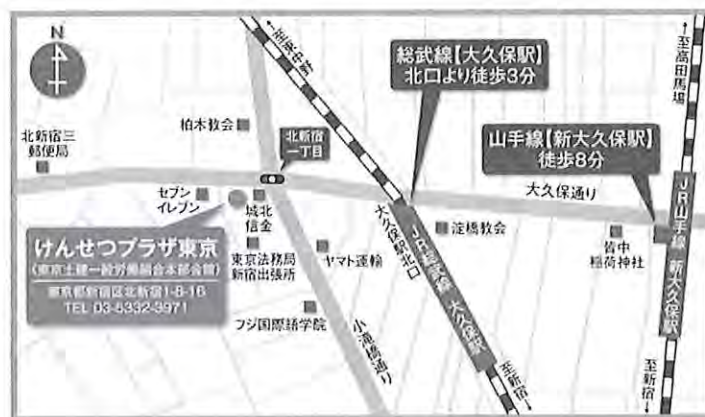 N
至東中野
総武線【大久保駅】
北口より徒歩3分
至高田馬場
柏木教会
北新宿
一丁目
北新宿三
郵便局
山手線【新大久保駅】
徒歩8分
セブン
イレブン
城北
信金
大久保通り
JR山手線 新大久保駅
けんせつプラザ東京
(東京土建一般労働組合本部会館)
東京都新宿区北新宿1-8-16
TEL 03-5332-3971
東京法務局
新宿出張所
ヤマト運輸
大久保駅北口
JR総武線 大久保駅
淀橋教会
皆中
稲荷神社
フジ国際語学院
小滝橋通り
至新宿
至新宿